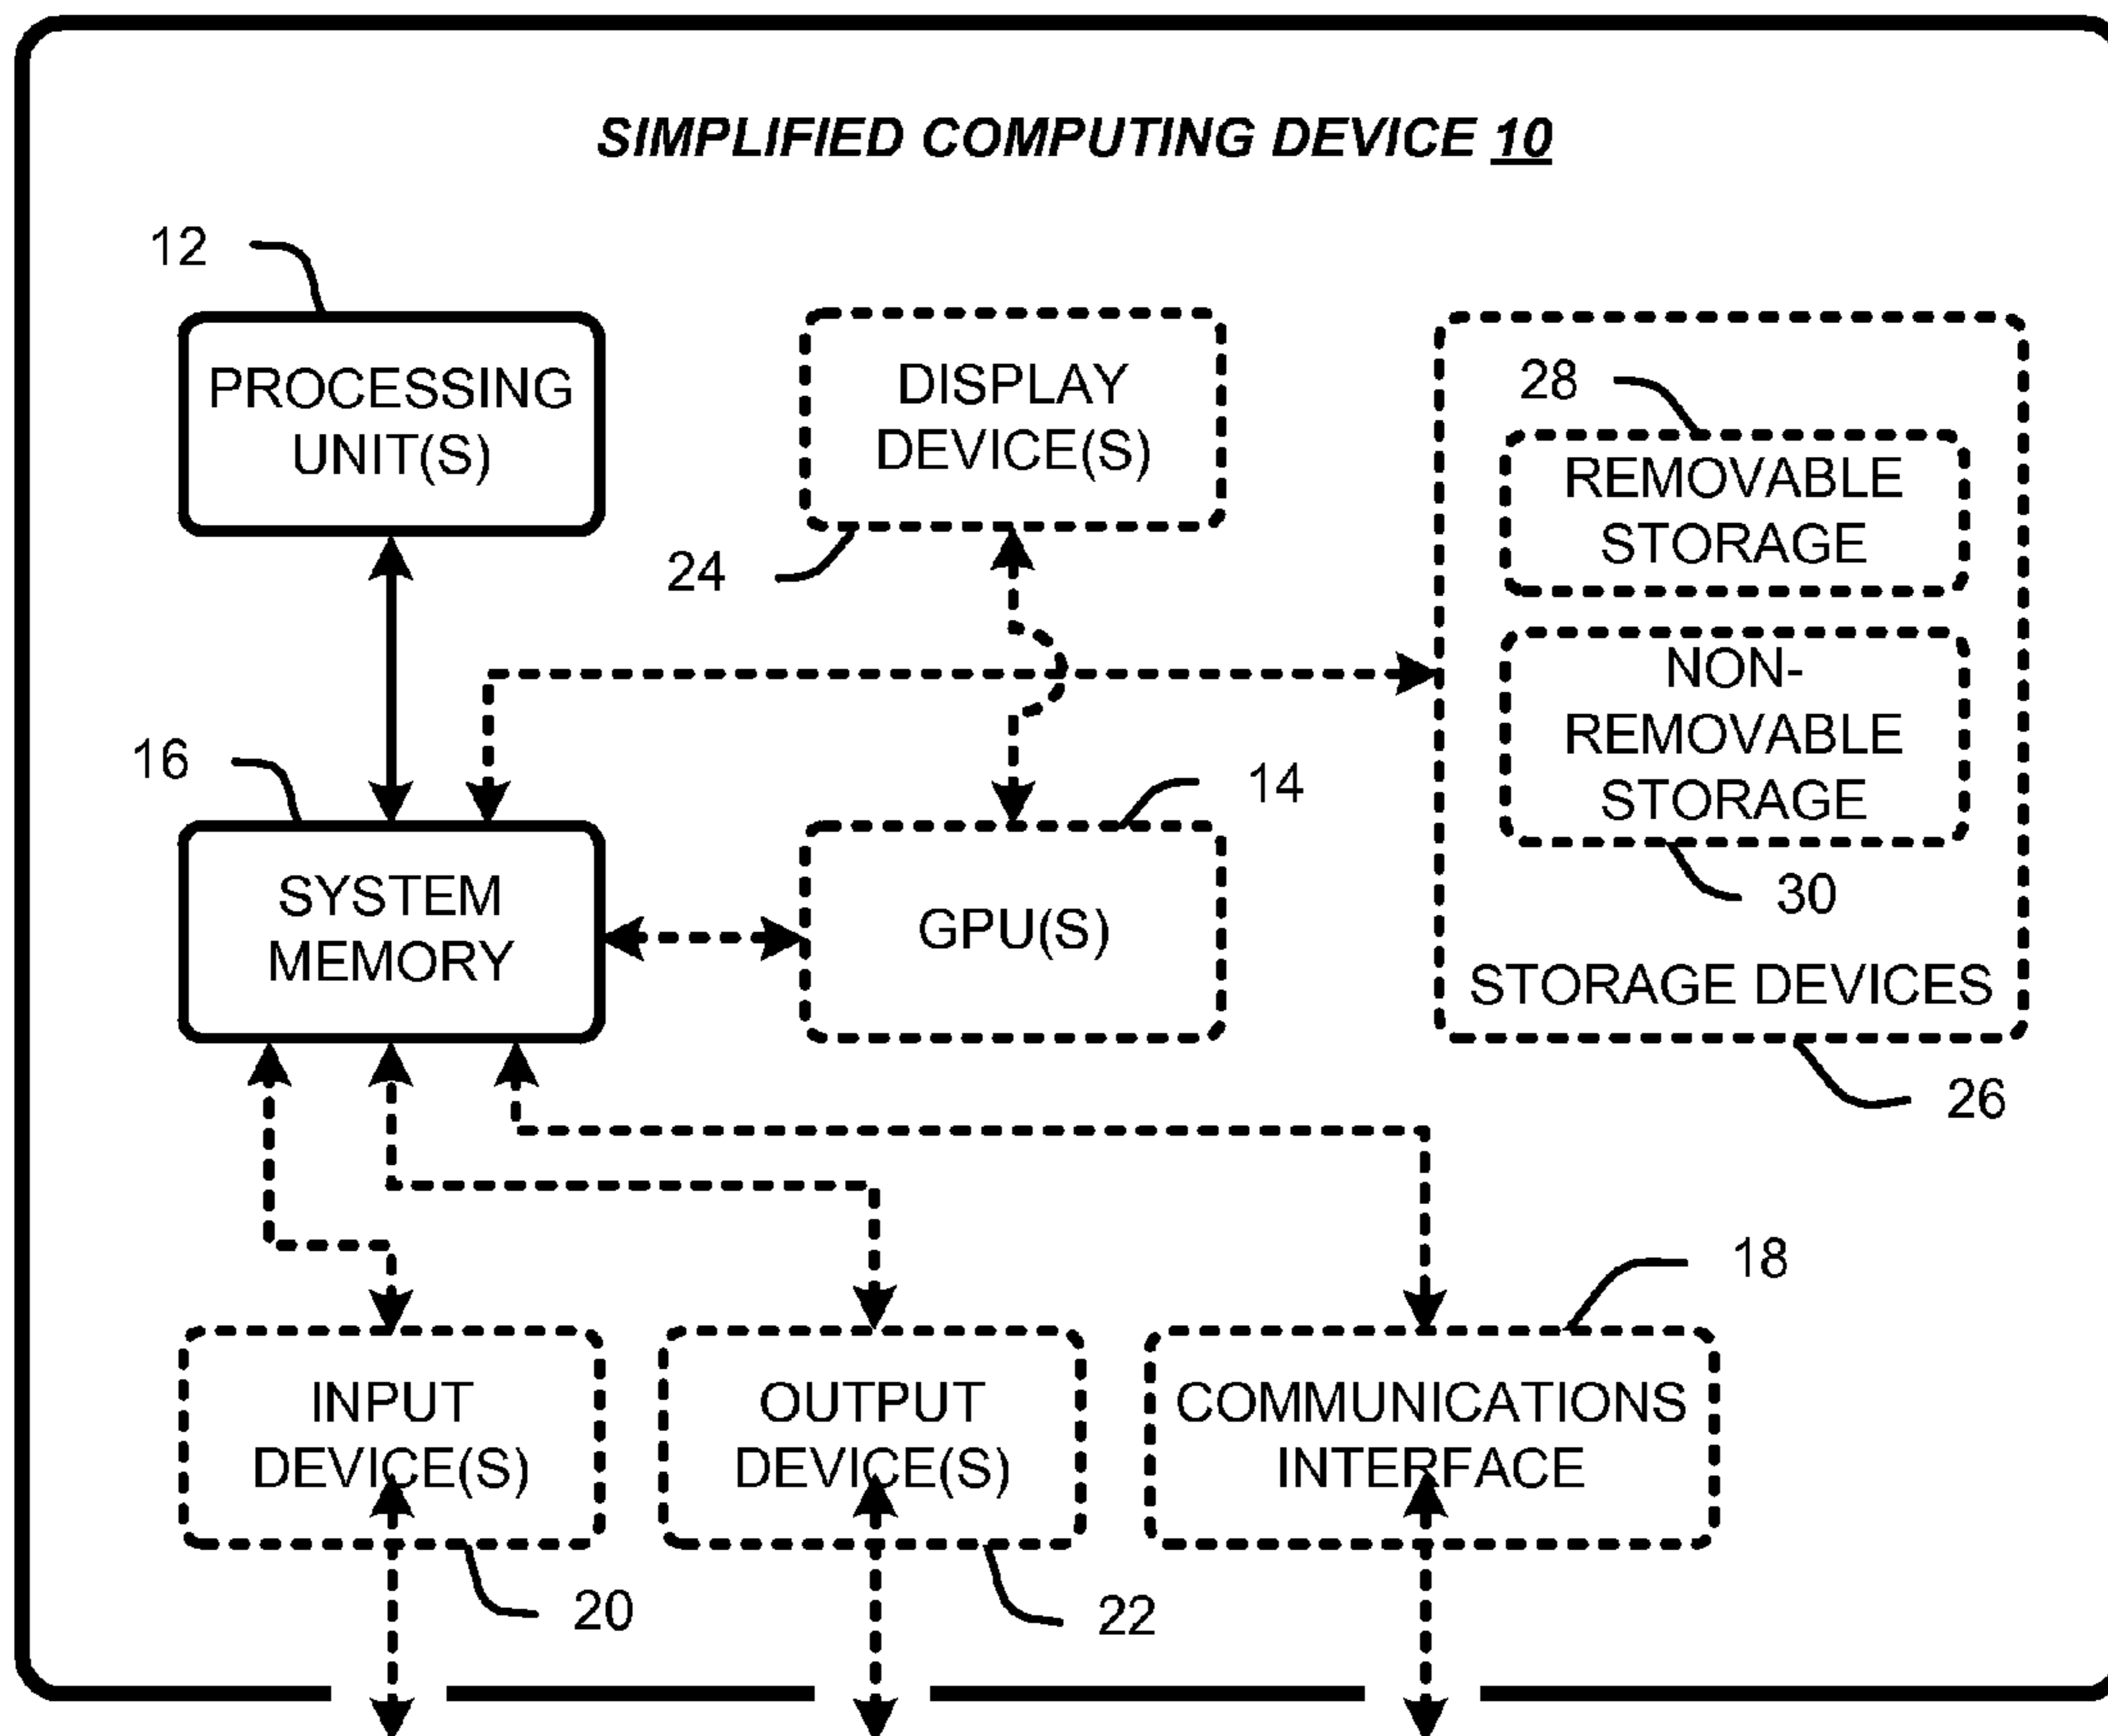 SIMPLIFIED COMPUTING DEVICE 10
12
PROCESSING
UNIT(S)
DISPLAY
DEVICE(S)
24
28
REMOVABLE
STORAGE
NON-
REMOVABLE
STORAGE
30
STORAGE DEVICES
26
16
SYSTEM
MEMORY
14
GPU(S)
18
INPUT
DEVICE(S)
20
OUTPUT
DEVICE(S)
22
COMMUNICATIONS
INTERFACE